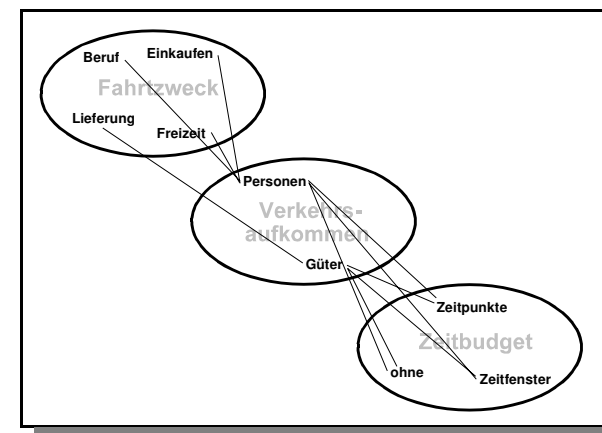 Beruf
Einkaufen
Fahrtzweck
Lieferung
Freizeit
Personen
Verkehrs-
aufkommen
Güter
Zeitpunkte
Zeitbudget
ohne
Zeitfenster